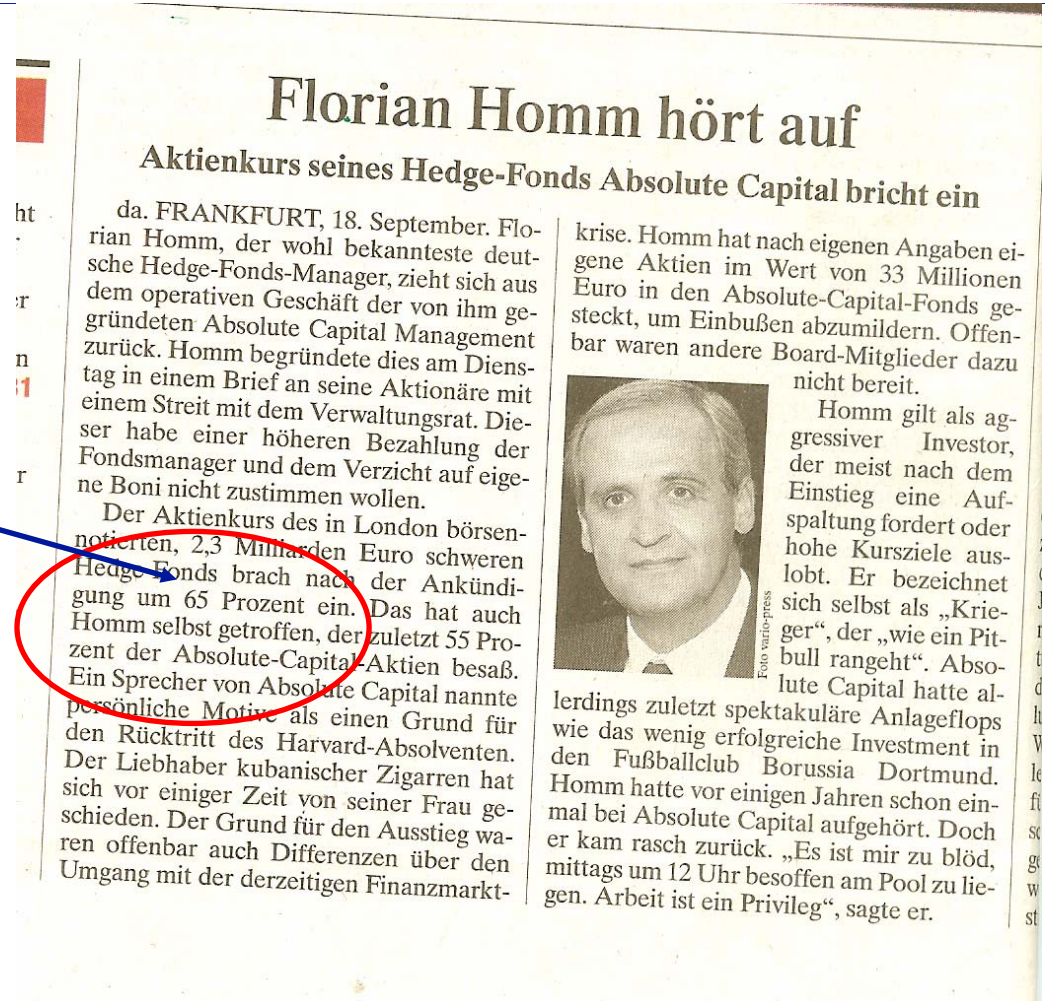 Florian Homm hört auf
Aktienkurs seines Hedge-Fonds Absolute Capital bricht ein
da. FRANKFURT, 18. September. Flo-
rian Homm, der wohl bekannteste deut-
sche Hedge-Fonds-Manager, zieht sich aus
dem operativen Geschäft der von ihm ge-
gründeten Absolute Capital Management
zurück. Homm begründete dies am Diens-
tag in einem Brief an seine Aktionäre mit
einem Streit mit dem Verwaltungsrat. Die-
ser habe einer höheren Bezahlung der
Fondsmanager und dem Verzicht auf eige-
ne Boni nicht zustimmen wollen.
Der Aktienkurs des in London börsen-
notierten, 2,3 Milliarden Euro schweren
Hedge-Fonds brach nach der Ankündi-
gung um 65 Prozent ein. Das hat auch
Homm selbst getroffen, der zuletzt 55 Pro-
zent der Absolute-Capital-Aktien besaß.
Ein Sprecher von Absolute Capital nannte
persönliche Motive als einen Grund für
den Rücktritt des Harvard-Absolventen.
Der Liebhaber kubanischer Zigarren hat
sich vor einiger Zeit von seiner Frau ge-
schieden. Der Grund für den Ausstieg wa-
ren offenbar auch Differenzen über den
Umgang mit der derzeitigen Finanzmarkt-
krise. Homm hat nach eigenen Angaben ei-
gene Aktien im Wert von 33 Millionen
Euro in den Absolute-Capital-Fonds ge-
steckt, um Einbußen abzumildern. Offen-
bar waren andere Board-Mitglieder dazu
nicht bereit.
Homm gilt als ag-
gressiver Investor,
der meist nach dem
Einstieg eine Auf-
spaltung fordert oder
hohe Kursziele aus-
lobt. Er bezeichnet
sich selbst als „Krie-
ger“, der „wie ein Pit-
bull rangeht“. Abso-
lute Capital hatte al-
lerdings zuletzt spektakuläre Anlageflops
wie das wenig erfolgreiche Investment in
den Fußballclub Borussia Dortmund.
Homm hatte vor einigen Jahren schon ein-
mal bei Absolute Capital aufgehört. Doch
er kam rasch zurück. „Es ist mir zu blöd,
mittags um 12 Uhr besoffen am Pool zu lie-
gen. Arbeit ist ein Privileg“, sagte er.
Foto vario-press